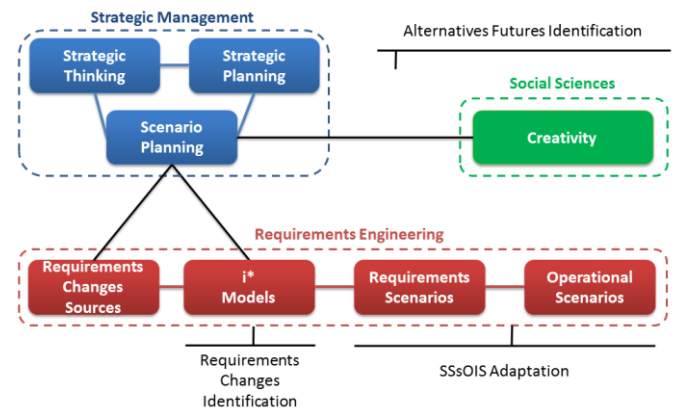 Strategic Management
Alternatives Futures Identification
Strategic
Thinking
Strategic
Planning
Social Sciences
Scenario
Planning
Creativity
Requirements Engineering
Requirements
Changes
Sources
i*
Models
Requirements
Scenarios
Operational
Scenarios
Requirements
Changes
Identification
SSsOIS Adaptation